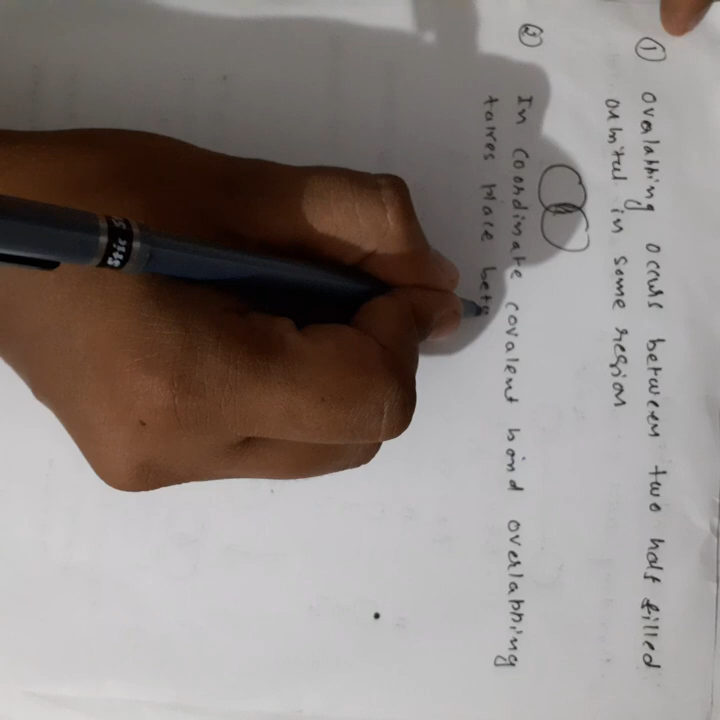 ① Overlapping occurs between two half filled
orbital in some region
② In coordinate covalent bond overlapping
takes place betw